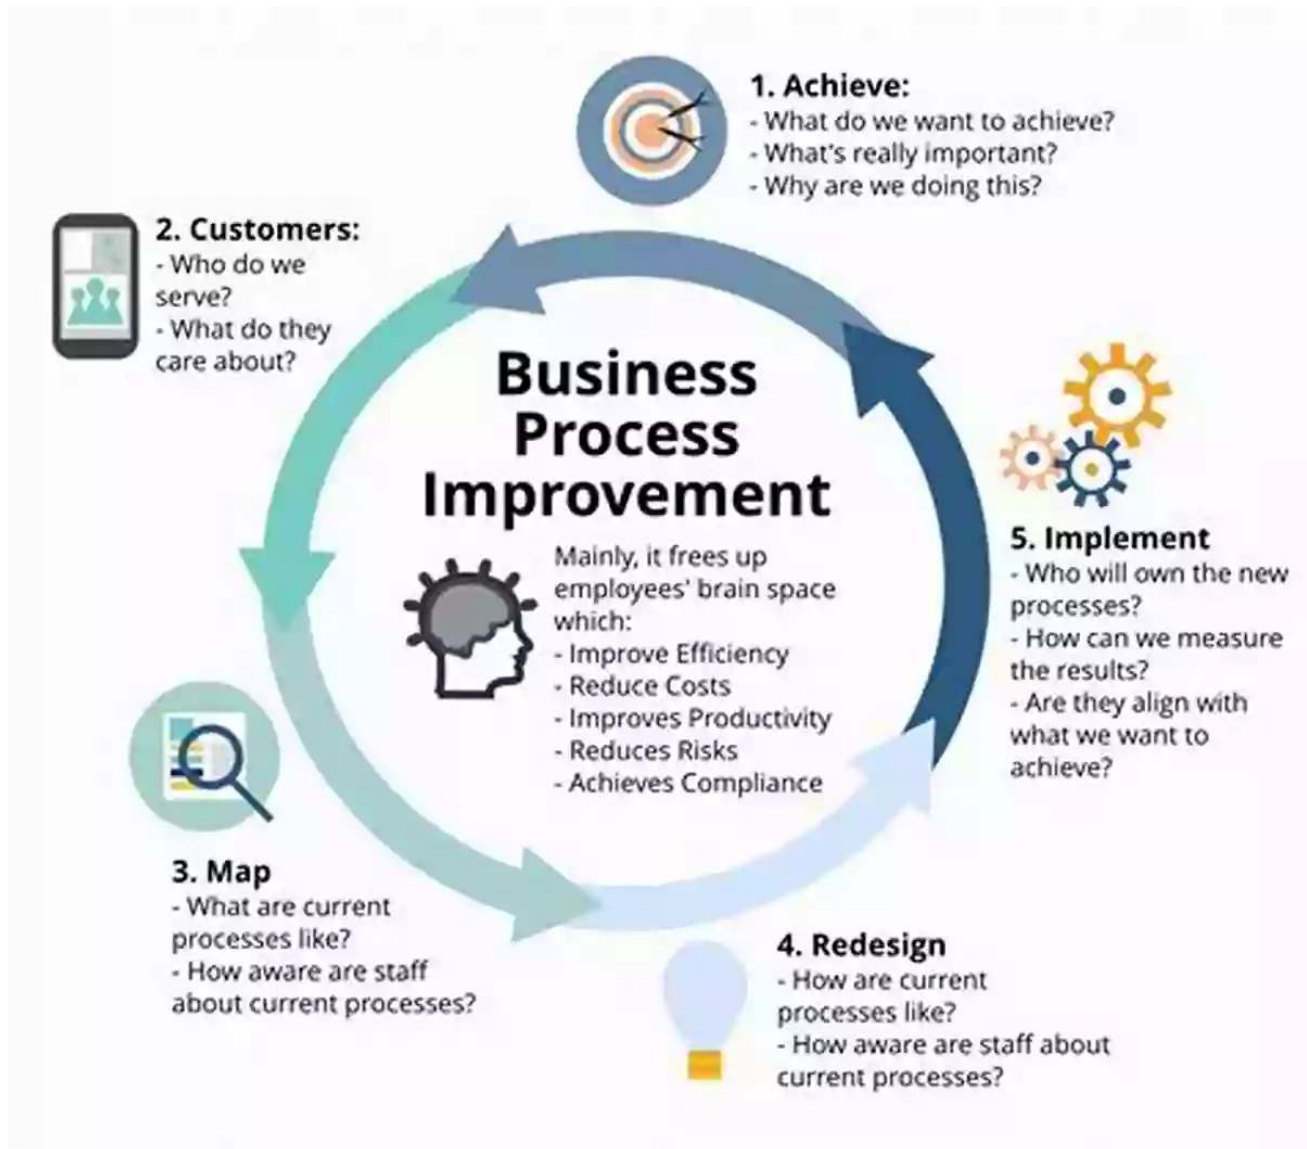 1. Achieve:
- What do we want to achieve?
- What's really important?
- Why are we doing this?
2. Customers:
- Who do we
serve?
- What do they
care about?
Business
Process
Improvement
Mainly, it frees up
employees' brain space
which:
- Improve Efficiency
- Reduce Costs
- Improves Productivity
- Reduces Risks
- Achieves Compliance
3. Map
- What are current
processes like?
- How aware are staff
about current processes?
4. Redesign
- How are current
processes like?
- How aware are staff about
current processes?
5. Implement
- Who will own the new
processes?
- How can we measure
the results?
- Are they align with
what we want to
achieve?